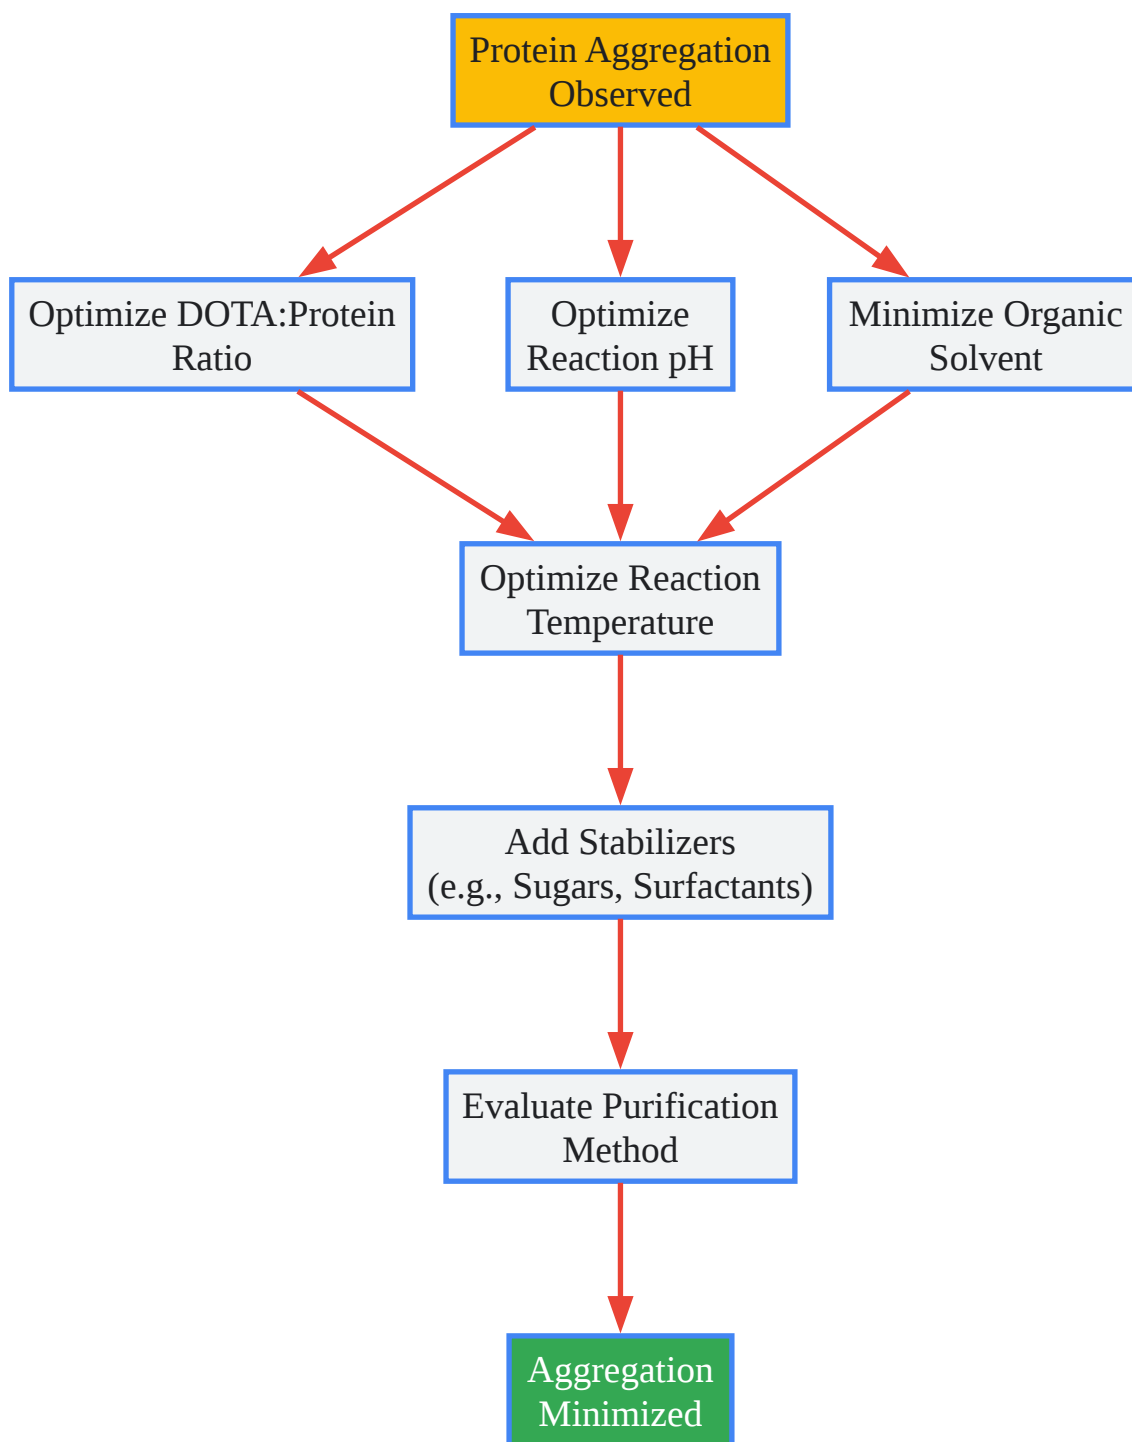 Protein Aggregation
Observed
Optimize DOTA:Protein
Ratio
Optimize
Reaction pH
Minimize Organic
Solvent
Optimize Reaction
Temperature
Add Stabilizers
(e.g., Sugars, Surfactants)
Evaluate Purification
Method
Aggregation
Minimized